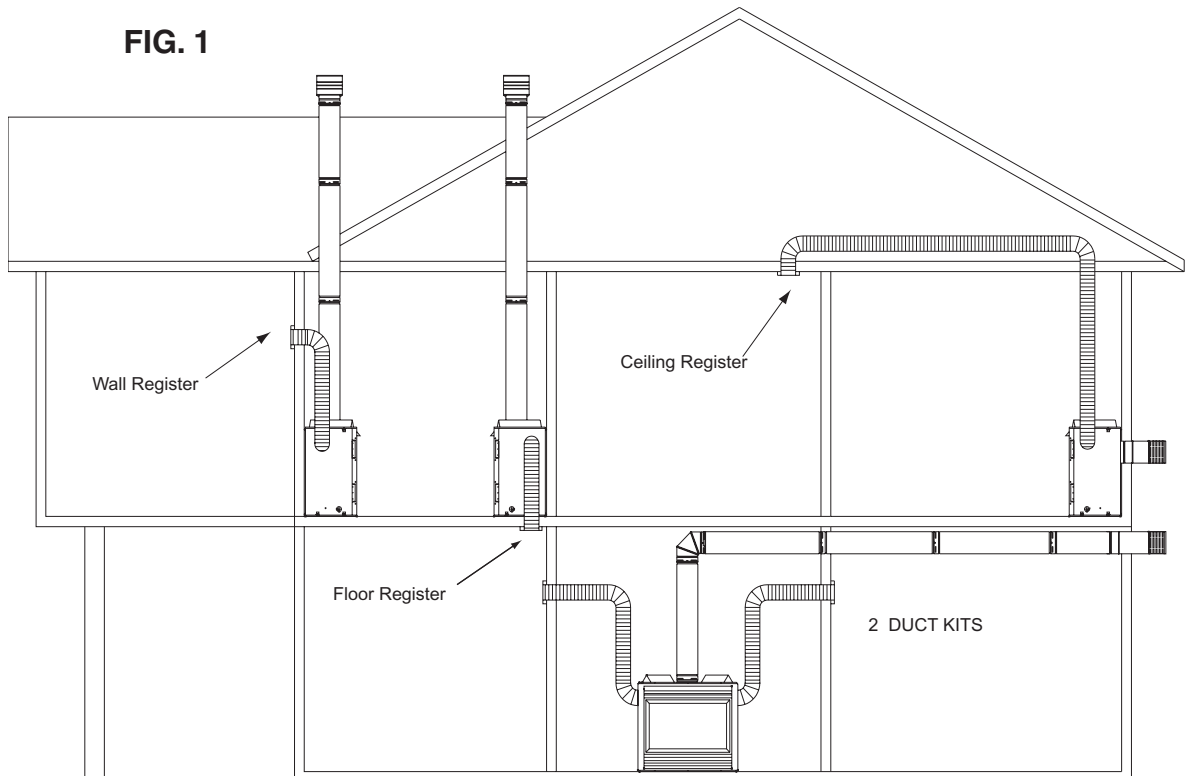 FIG. 1
Wall Register
Ceiling Register
Floor Register
2 DUCT KITS